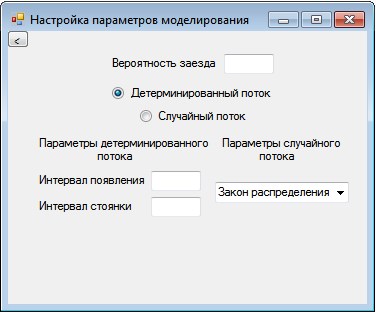 Настройка параметров моделирования
<
Вероятность заезда
Детерминированный поток
Случайный поток
Параметры детерминированного
потока
Параметры случайного
потока
Интервал появления
Интервал стоянки
Закон распределения